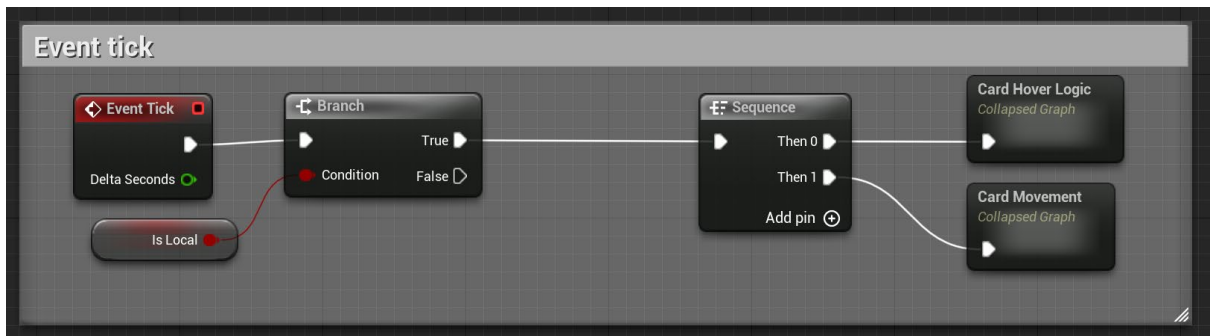 Event tick
Event Tick
Delta Seconds
Is Local
Branch
Condition
True
False
Sequence
Then 0
Then 1
Add pin
Card Hover Logic
Collapsed Graph
Card Movement
Collapsed Graph